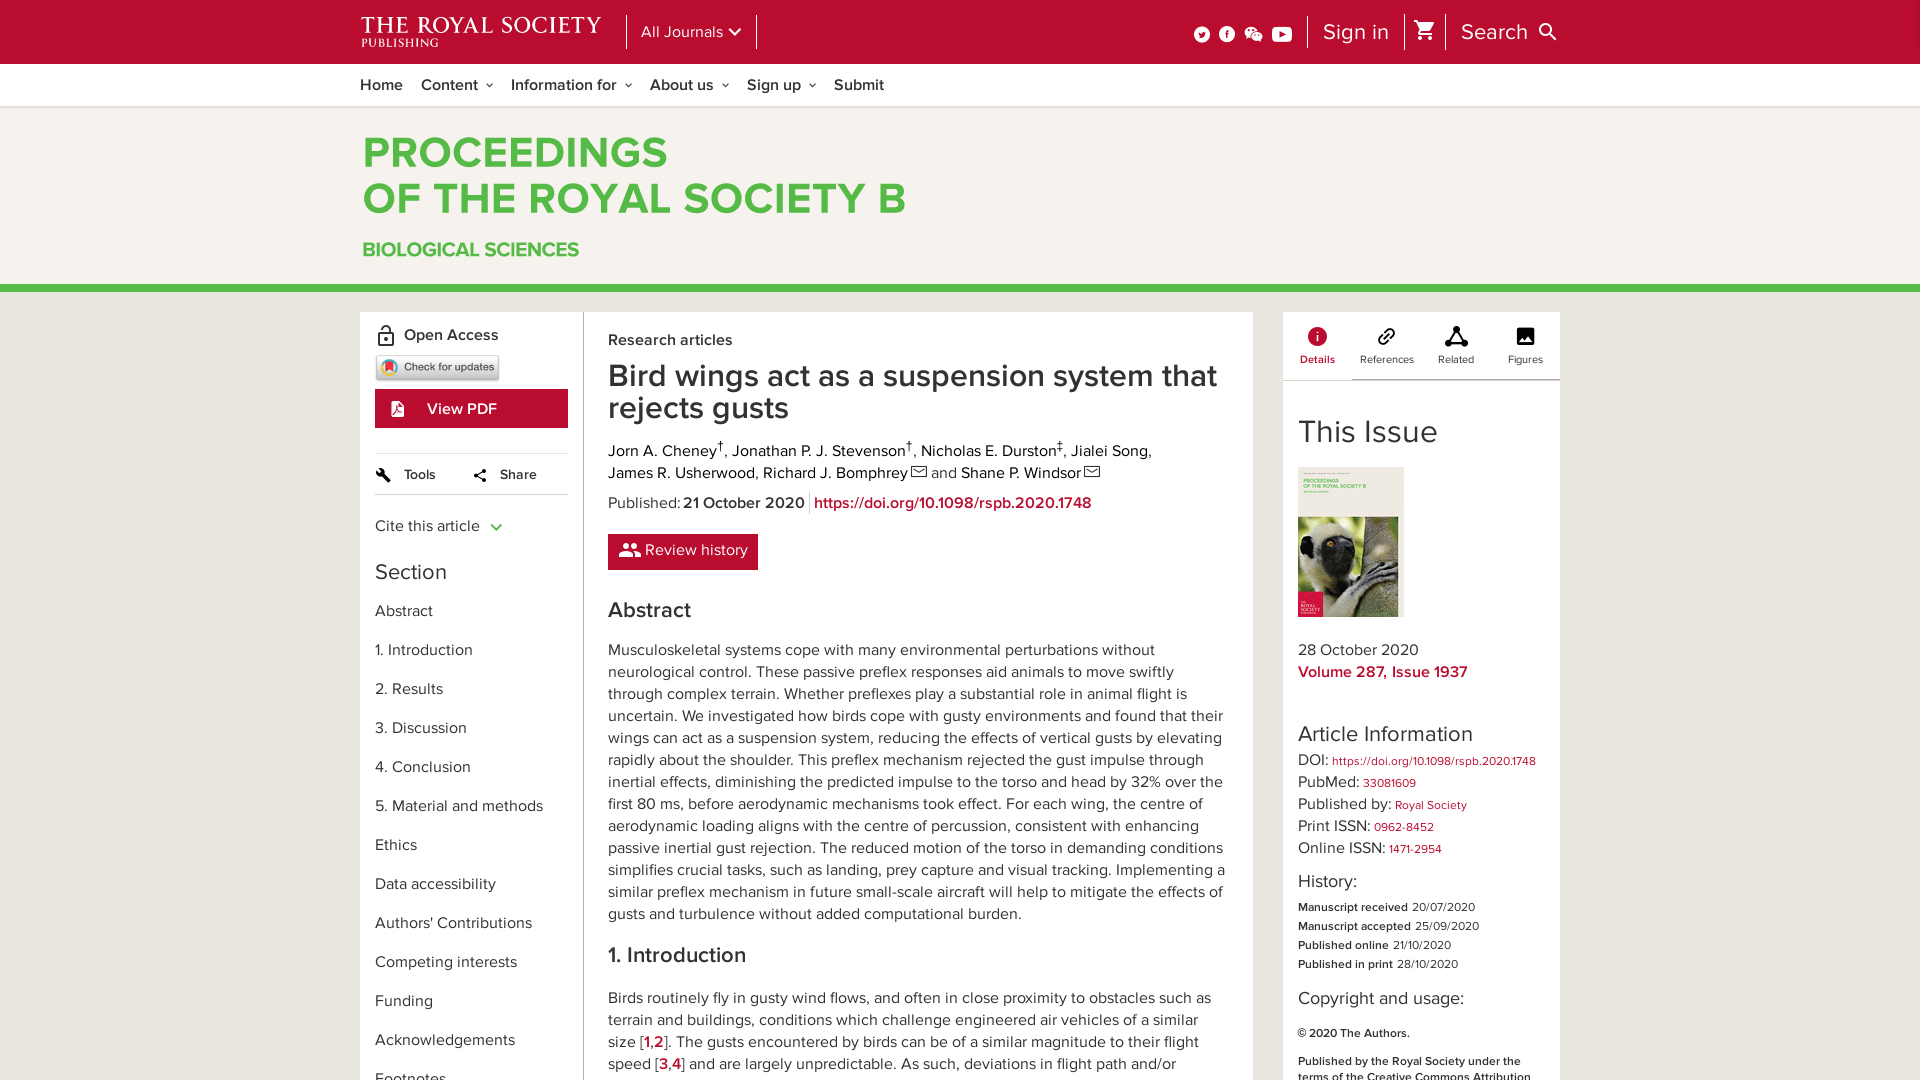 THE ROYAL SOCIETY
PUBLISHING
All Journals
Sign in
Search
Home
Content
Information for
About us
Sign up
Submit
PROCEEDINGS
OF THE ROYAL SOCIETY B
BIOLOGICAL SCIENCES
Open Access
Check for updates
View PDF
Tools
Share
Cite this article
Section
Abstract
1. Introduction
2. Results
3. Discussion
4. Conclusion
5. Material and methods
Ethics
Data accessibility
Authors' Contributions
Competing interests
Funding
Acknowledgements
Footnotes
Research articles
Bird wings act as a suspension system that
rejects gusts
Jorn A. Cheney†, Jonathan P. J. Stevenson†, Nicholas E. Durston‡, Jialei Song,
James R. Usherwood, Richard J. Bomphrey and Shane P. Windsor
Published: 21 October 2020 https://doi.org/10.1098/rspb.2020.1748
Review history
Abstract
Musculoskeletal systems cope with many environmental perturbations without
neurological control. These passive preflex responses aid animals to move swiftly
through complex terrain. Whether preflexes play a substantial role in animal flight is
uncertain. We investigated how birds cope with gusty environments and found that their
wings can act as a suspension system, reducing the effects of vertical gusts by elevating
rapidly about the shoulder. This preflex mechanism rejected the gust impulse through
inertial effects, diminishing the predicted impulse to the torso and head by 32% over the
first 80 ms, before aerodynamic mechanisms took effect. For each wing, the centre of
aerodynamic loading aligns with the centre of percussion, consistent with enhancing
passive inertial gust rejection. The reduced motion of the torso in demanding conditions
simplifies crucial tasks, such as landing, prey capture and visual tracking. Implementing a
similar preflex mechanism in future small-scale aircraft will help to mitigate the effects of
gusts and turbulence without added computational burden.
1. Introduction
Birds routinely fly in gusty wind flows, and often in close proximity to obstacles such as
terrain and buildings, conditions which challenge engineered air vehicles of a similar
size [1,2]. The gusts encountered by birds can be of a similar magnitude to their flight
speed [3,4] and are largely unpredictable. As such, deviations in flight path and/or
Details
References
Related
Figures
This Issue
PROCEEDINGS
OF THE ROYAL SOCIETY B
THE
ROYAL
SOCIETY
28 October 2020
Volume 287, Issue 1937
Article Information
DOI: https://doi.org/10.1098/rspb.2020.1748
PubMed: 33081609
Published by: Royal Society
Print ISSN: 0962-8452
Online ISSN: 1471-2954
History:
Manuscript received 20/07/2020
Manuscript accepted 25/09/2020
Published online 21/10/2020
Published in print 28/10/2020
Copyright and usage:
© 2020 The Authors.
Published by the Royal Society under the
terms of the Creative Commons Attribution